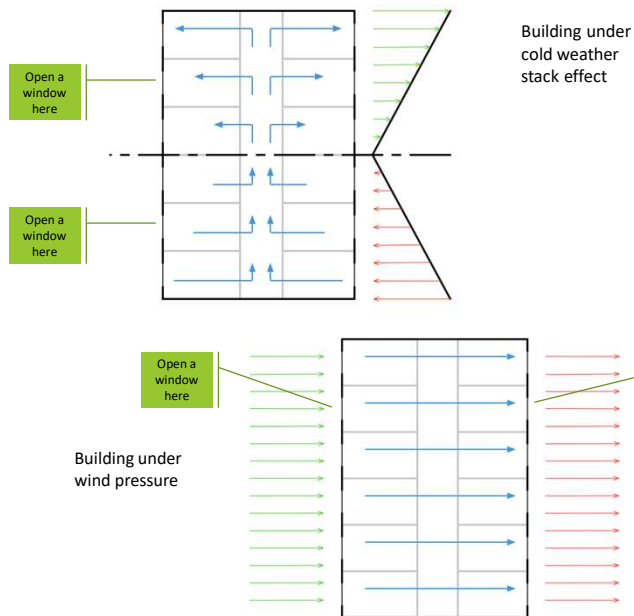 Building under
cold weather
stack effect
Open a
window
here
Open a
window
here
Open a
window
here
Building under
wind pressure